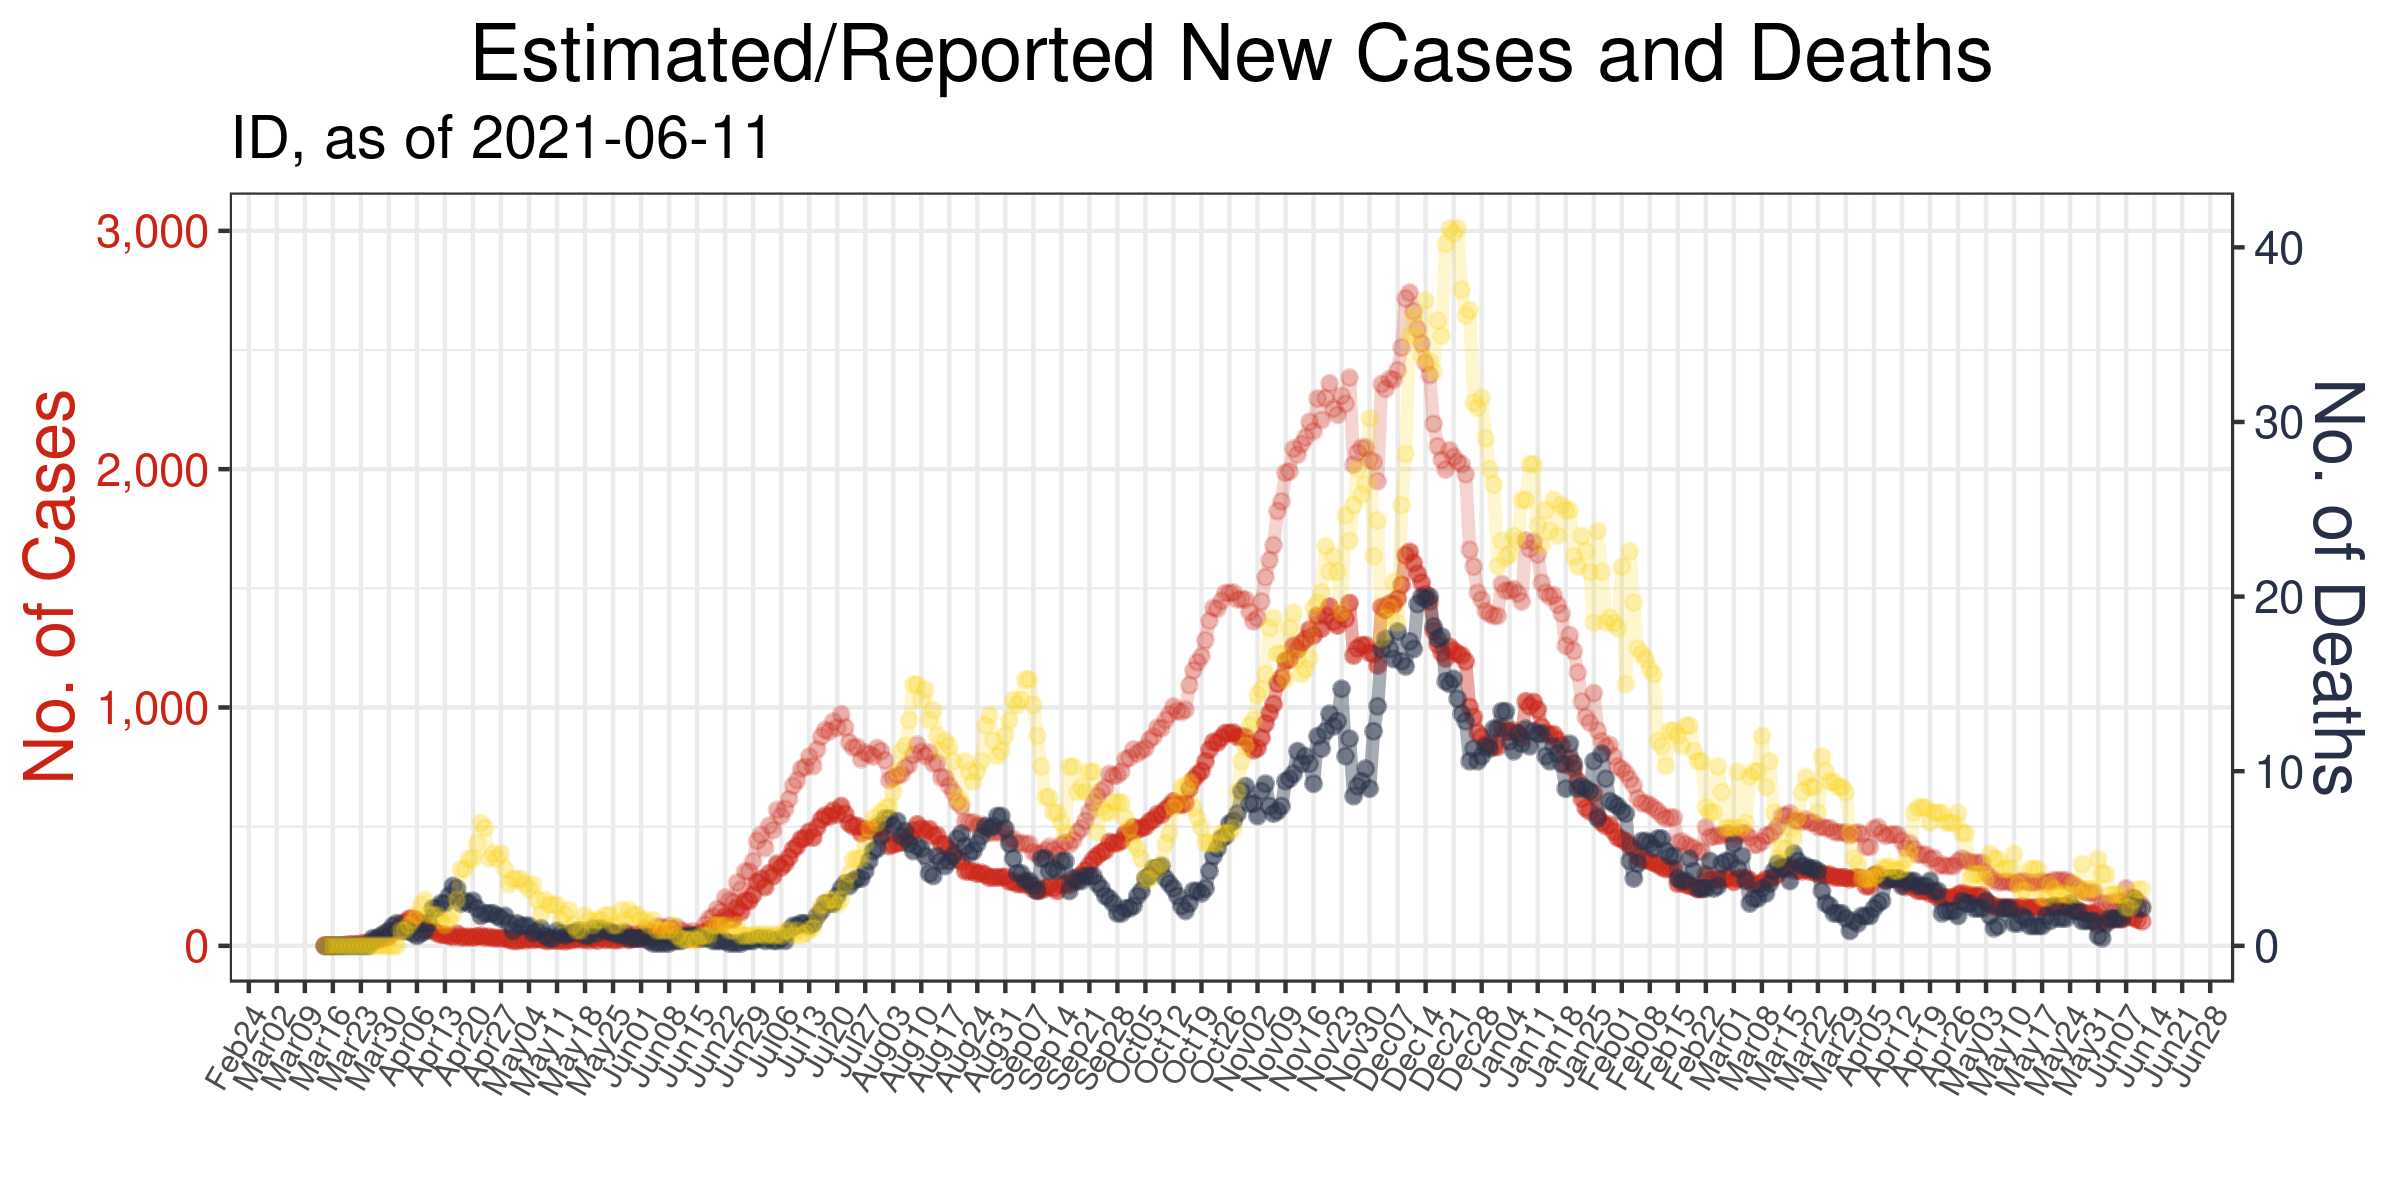 Estimated/Reported New Cases and Deaths
ID, as of 2021-06-11
No. of Cases
3,000
2,000
1,000
0
No. of Deaths
40
30
20
10
0
Feb24
Mar02
Mar09
Mar16
Mar23
Mar30
Apr06
Apr13
Apr20
Apr27
May04
May11
May18
May25
Jun01
Jun08
Jun15
Jun22
Jun29
Jul06
Jul13
Jul20
Jul27
Aug03
Aug10
Aug17
Aug24
Aug31
Sep07
Sep14
Sep21
Sep28
Oct05
Oct12
Oct19
Oct26
Nov02
Nov09
Nov16
Nov23
Nov30
Dec07
Dec14
Dec21
Dec28
Jan04
Jan11
Jan18
Jan25
Feb01
Feb08
Feb15
Feb22
Mar01
Mar08
Mar15
Mar22
Mar29
Apr05
Apr12
Apr19
Apr26
May03
May10
May17
May24
May31
Jun07
Jun14
Jun21
Jun28